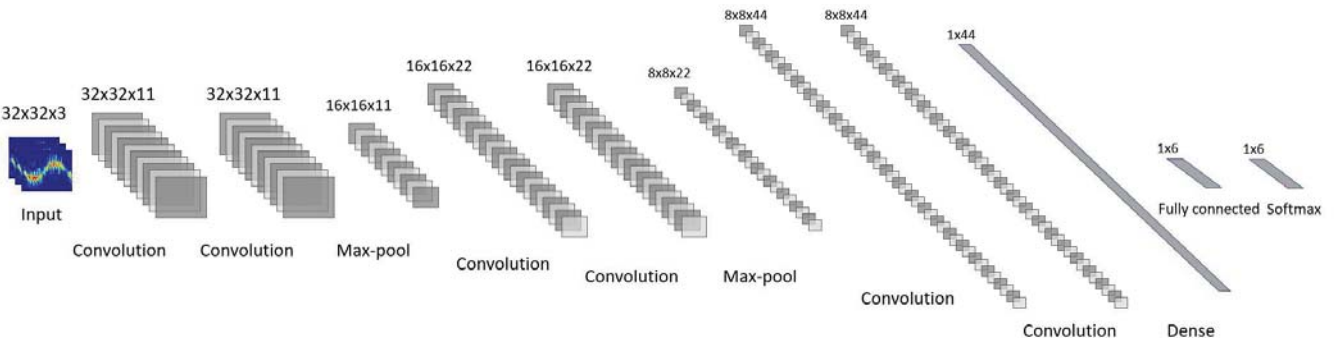 32x32x3
Input
32x32x11
Convolution
32x32x11
Convolution
16x16x11
Max-pool
16x16x22
Convolution
16x16x22
Convolution
8x8x22
Max-pool
8x8x44
Convolution
8x8x44
Convolution
1x44
Dense
1x6
Fully connected
1x6
Softmax